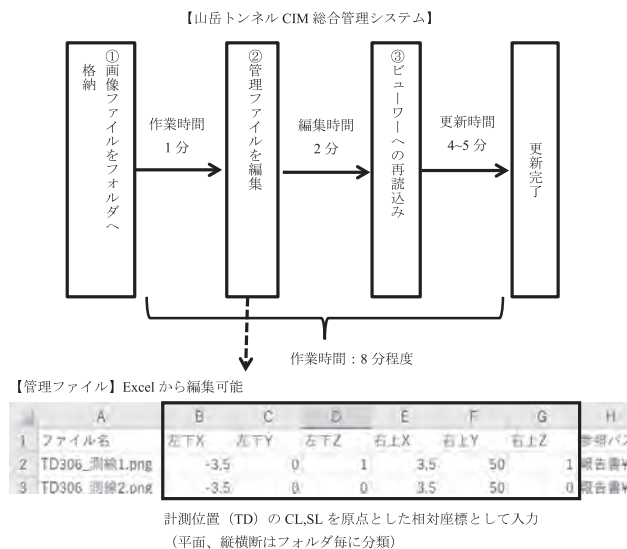 【山岳トンネル CIM 総合管理システム】
①画像ファイルをフォルダへ
格納
作業時間
1 分
②管理ファイルを編集
編集時間
2 分
③ビューワーへの再読込み
更新時間
4~5 分
更新完了
作業時間：8 分程度
【管理ファイル】Excel から編集可能
A B C D E F G H
1 ファイル名 左下X 左下Y 左下Z 右上X 右上Y 右上Z 参照パス
2 TD306_測線1.png -3.5 0 1 3.5 50 1 報告書¥
3 TD306_測線2.png -3.5 0 0 3.5 50 0 報告書¥
計測位置（TD）の CL,SL を原点とした相対座標として入力
（平面、縦横断はフォルダ毎に分類）